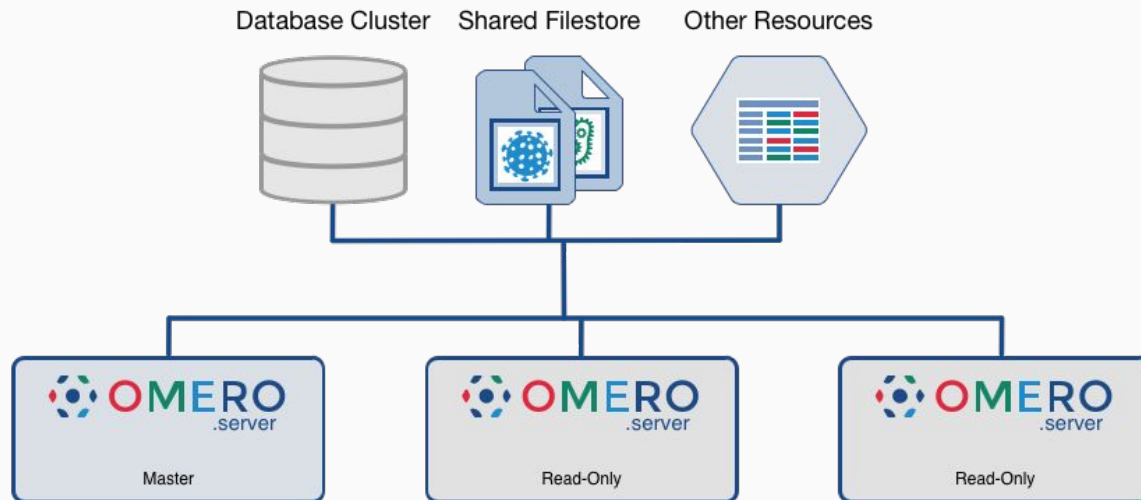 Database Cluster
Shared Filestore
Other Resources
OMERO
.server
Master
OMERO
.server
Read-Only
OMERO
.server
Read-Only